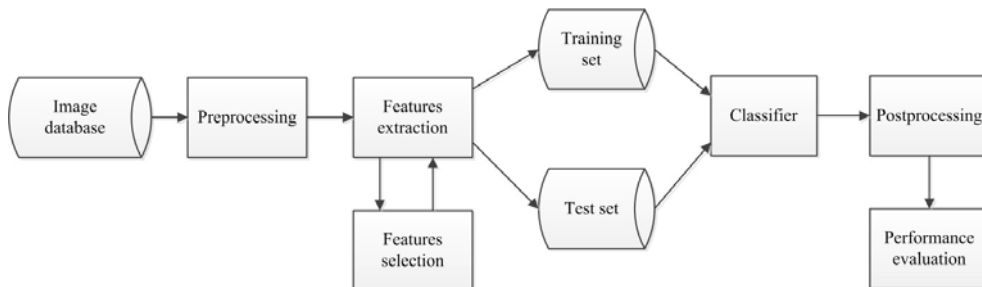 Image
database
Preprocessing
Features
extraction
Features
selection
Training
set
Test set
Classifier
Postprocessing
Performance
evaluation